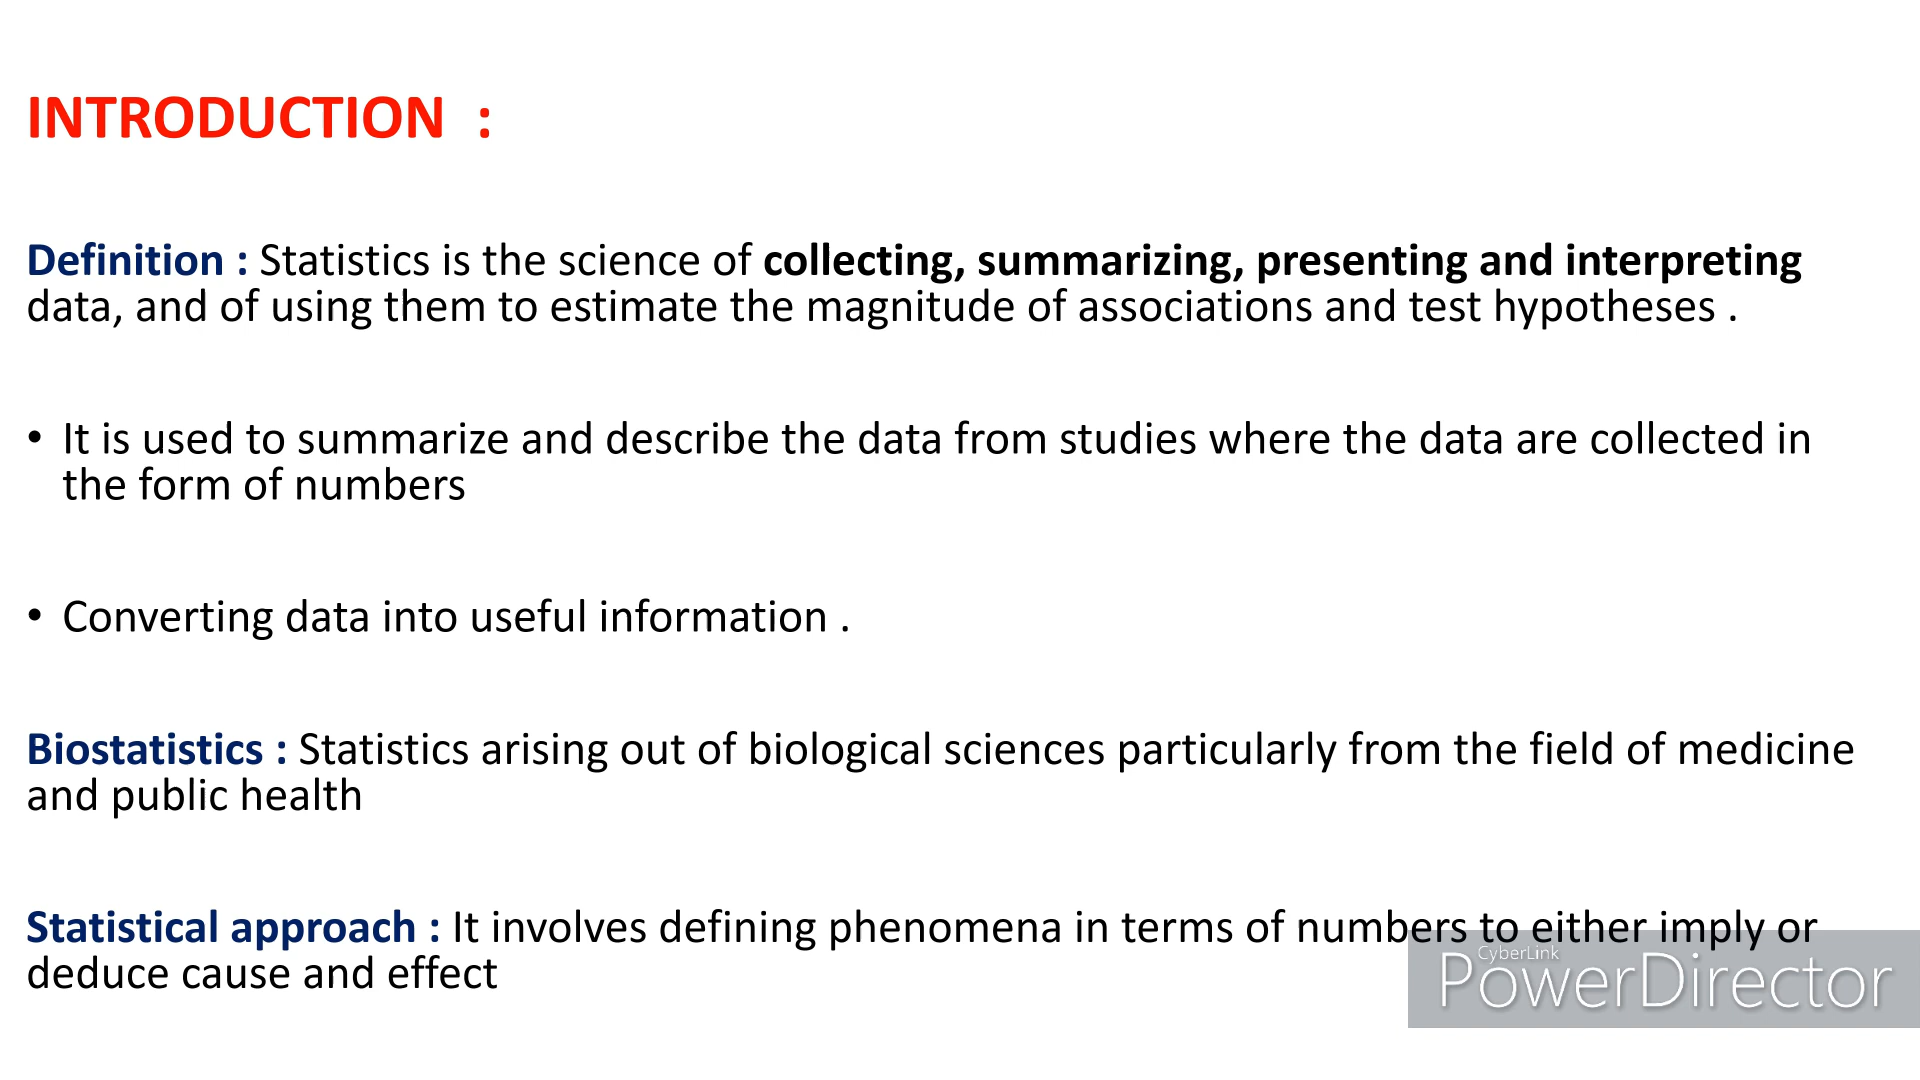 INTRODUCTION  :
Definition : Statistics is the science of collecting, summarizing, presenting and interpreting
data, and of using them to estimate the magnitude of associations and test hypotheses .
• It is used to summarize and describe the data from studies where the data are collected in
the form of numbers
• Converting data into useful information .
Biostatistics : Statistics arising out of biological sciences particularly from the field of medicine
and public health
Statistical approach : It involves defining phenomena in terms of numbers to either imply or
deduce cause and effect
CyberLink
PowerDirector